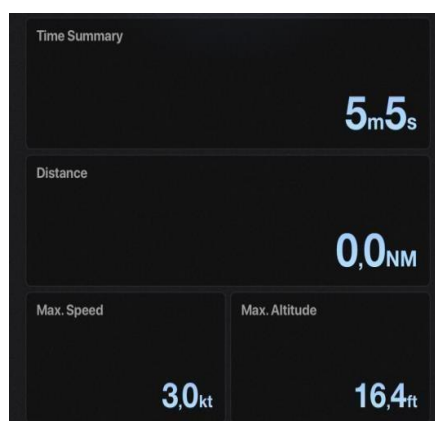 Time Summary
5m5s
Distance
0,0NM
Max. Speed
Max. Altitude
3,0kt
16,4ft